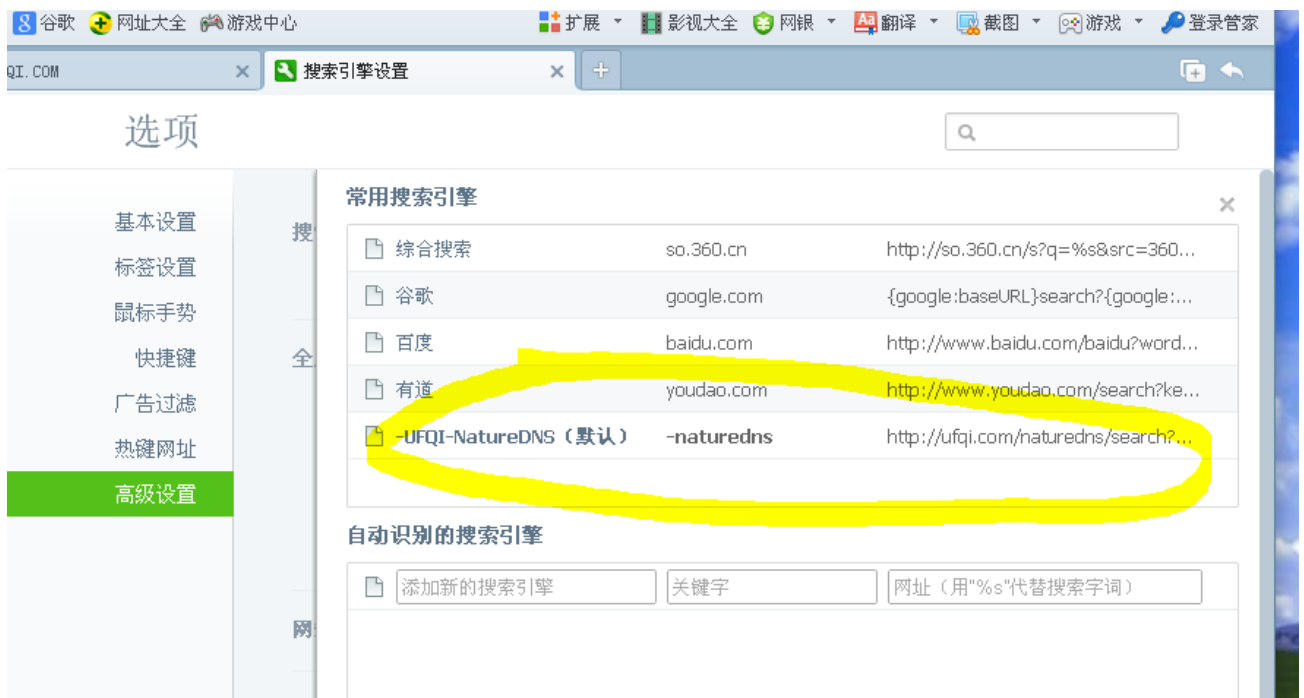 谷歌 网址大全 游戏中心 扩展 影视大全 网银 翻译 截图 游戏 登录管家
QI.COM 搜索引擎设置
选项
常用搜索引擎
基本设置
标签设置
鼠标手势
快捷键
广告过滤
热键网址
高级设置
搜
全
网
综合搜索 so.360.cn http://so.360.cn/s?q=%s&src=360...
谷歌 google.com {google:baseURL}search?{google:...
百度 baidu.com http://www.baidu.com/baidu?word...
有道 youdao.com http://www.youdao.com/search?ke...
-UFQI-NatureDNS（默认） -naturedns http://ufqi.com/naturedns/search?...
自动识别的搜索引擎
添加新的搜索引擎 关键字 网址（用"%s"代替搜索字词）